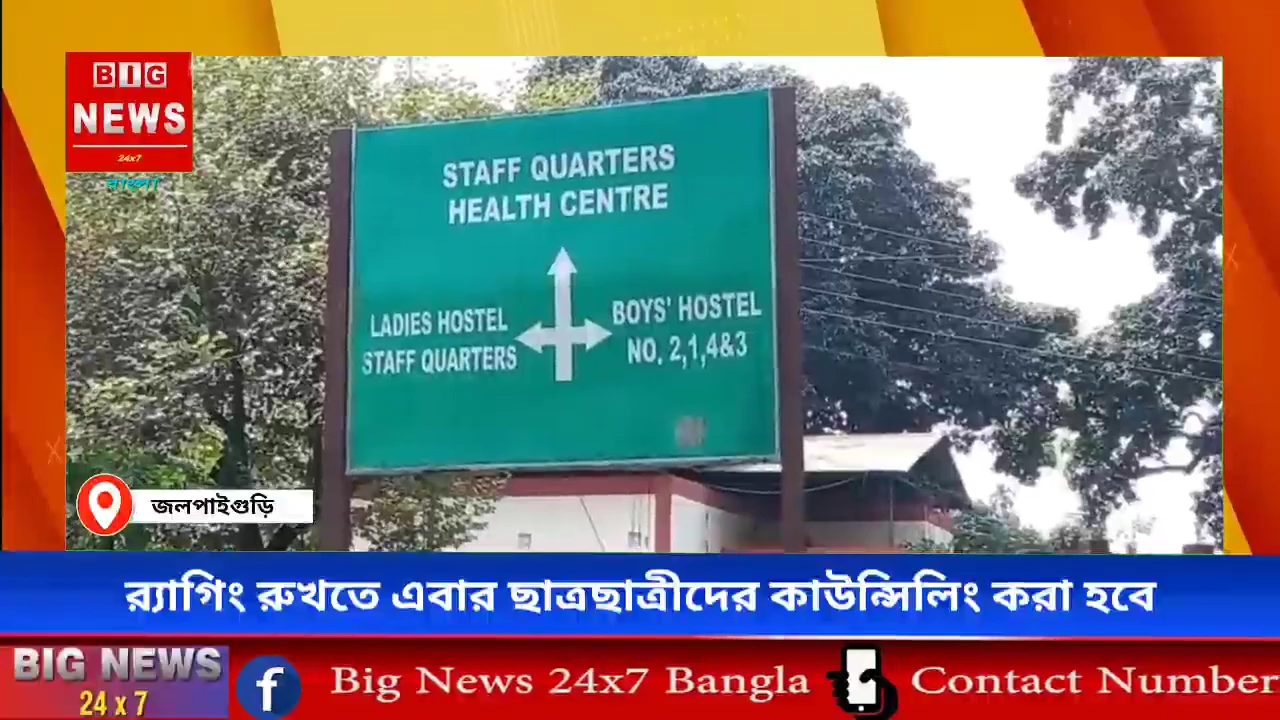 BIG
NEWS
24x7
বাংলা
STAFF QUARTERS
HEALTH CENTRE
LADIES HOSTEL
STAFF QUARTERS
BOYS' HOSTEL
NO. 2,1,4&3
জলপাইগুড়ি
র‍্যাগিং রুখতে এবার ছাত্রছাত্রীদের কাউন্সিলিং করা হবে
BIG NEWS
24 x 7
Big News 24x7 Bangla
Contact Number